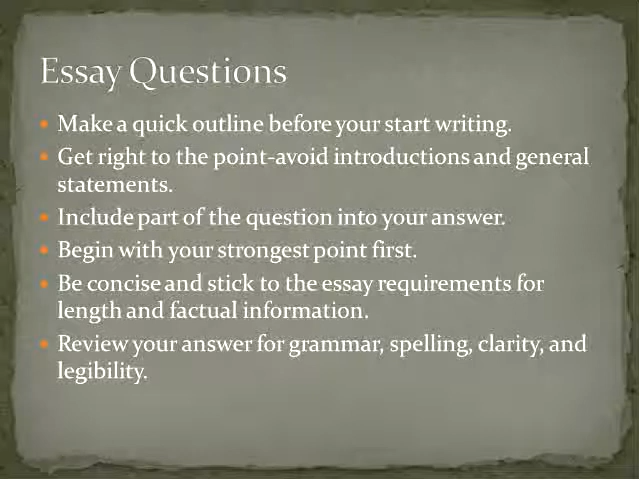 Essay Questions
Make a quick outline before your start writing.
Get right to the point-avoid introductions and general
statements.
Include part of the question into your answer.
Begin with your strongest point first.
Be concise and stick to the essay requirements for
length and factual information.
Review your answer for grammar, spelling, clarity, and
legibility.